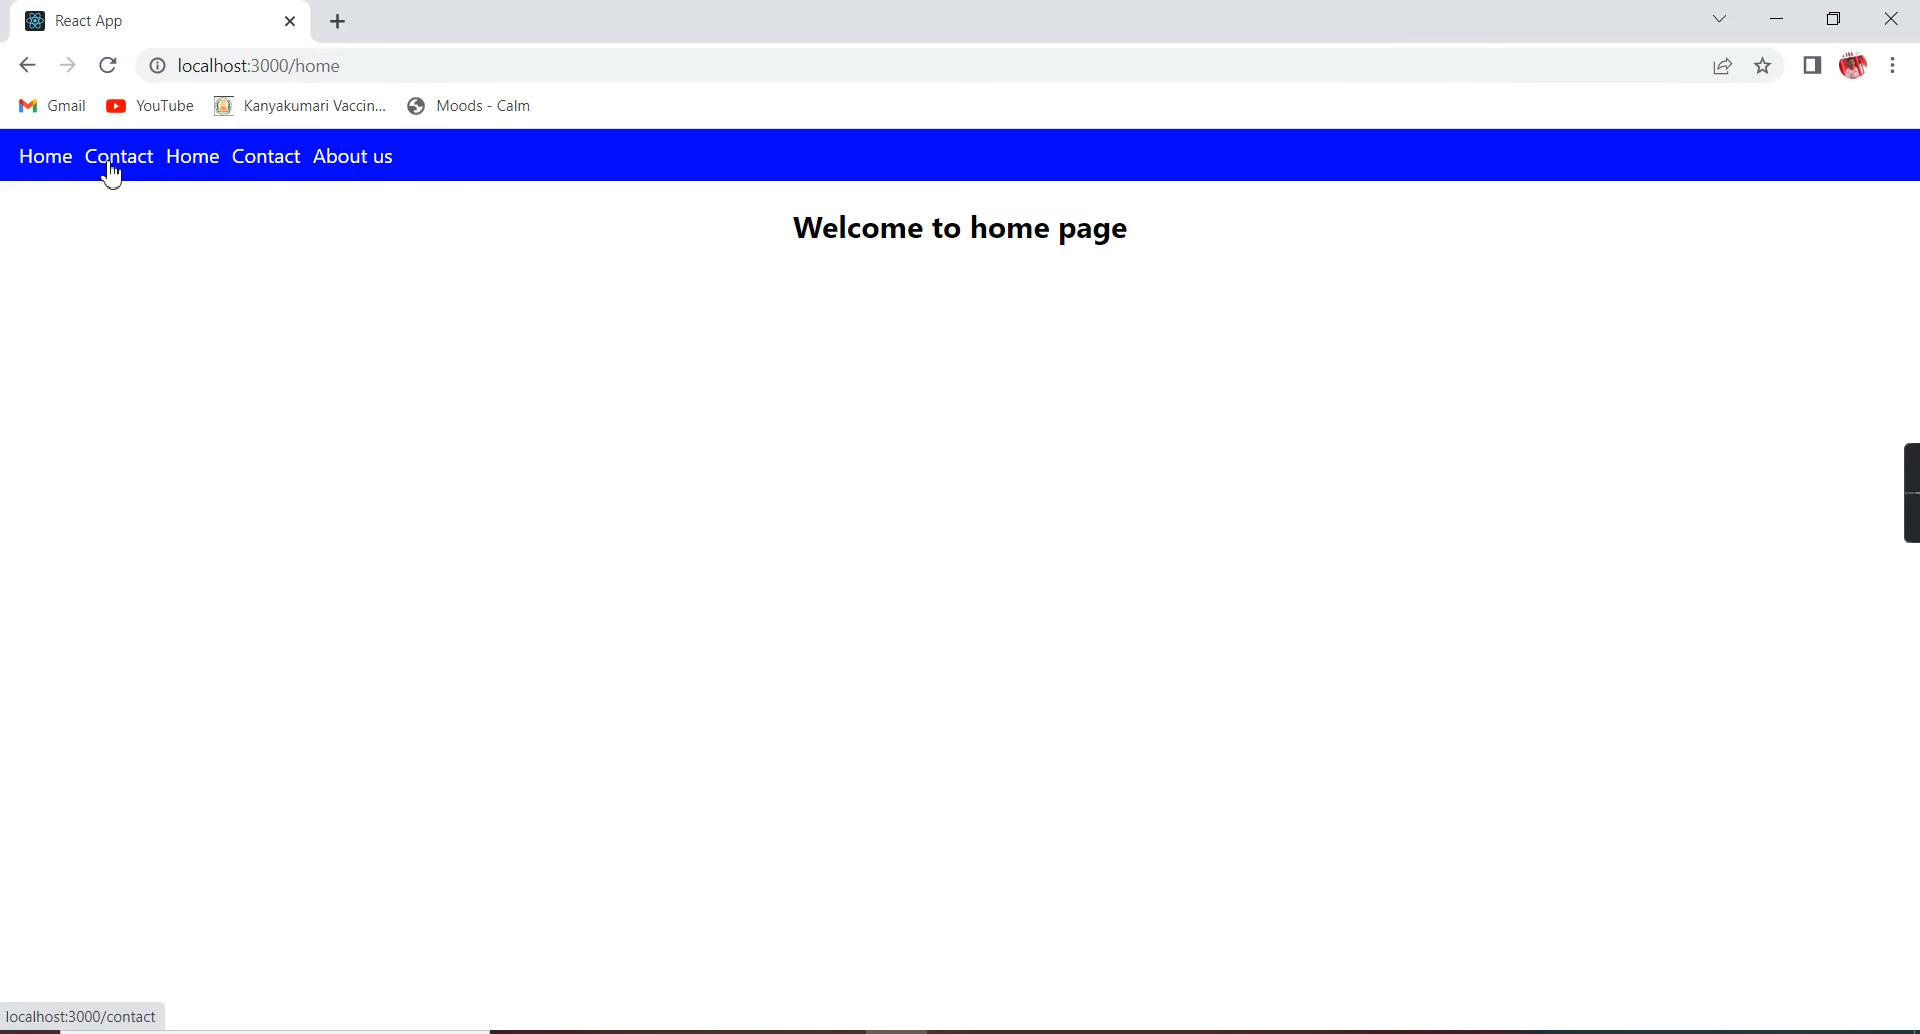 React App
localhost:3000/home
Gmail YouTube Kanyakumari Vaccin... Moods - Calm
Home Contact Home Contact About us
Welcome to home page
localhost:3000/contact